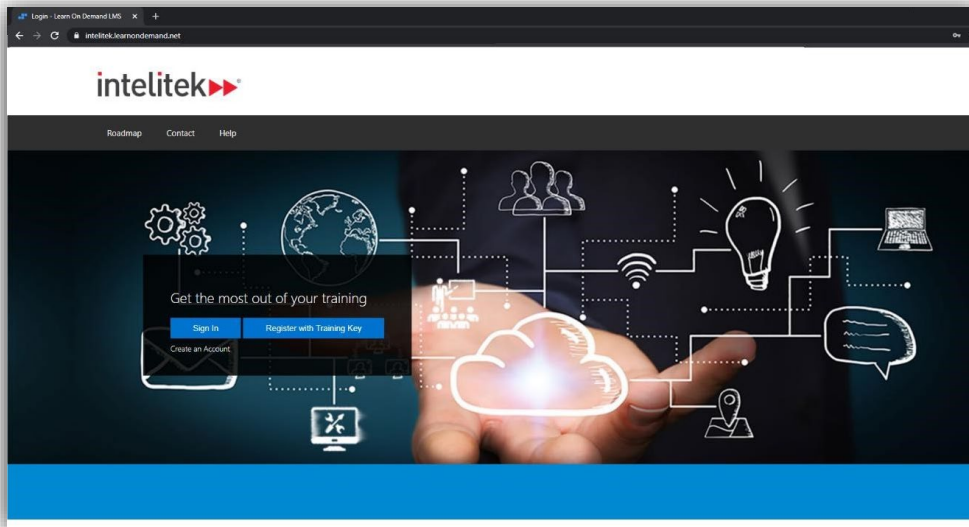 Login - Learn On Demand LMS
intelitek.learnondemand.net
intelitek
Roadmap Contact Help
Get the most out of your training
Sign In Register with Training Key
Create an Account